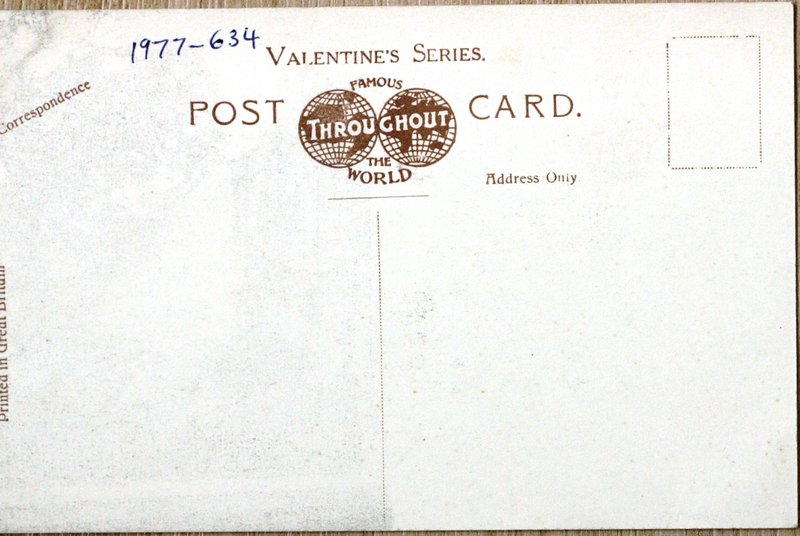 1977-634
VALENTINE'S SERIES.
Correspondence
POST CARD.
FAMOUS
THROUGHOUT
THE
WORLD
Address Only
Printed in Great Britain